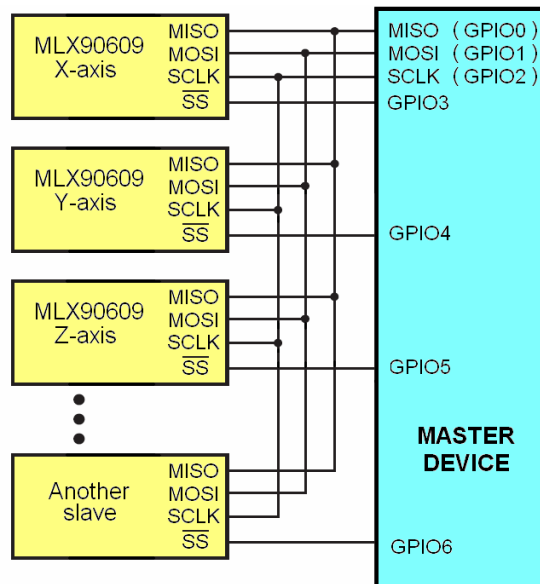 MLX90609
X-axis
MISO
MOSI
SCLK
SS
MISO (GPIO0)
MOSI (GPIO1)
SCLK (GPIO2)
GPIO3
MLX90609
Y-axis
MISO
MOSI
SCLK
SS
GPIO4
MLX90609
Z-axis
MISO
MOSI
SCLK
SS
GPIO5
MASTER
DEVICE
Another
slave
MISO
MOSI
SCLK
SS
GPIO6